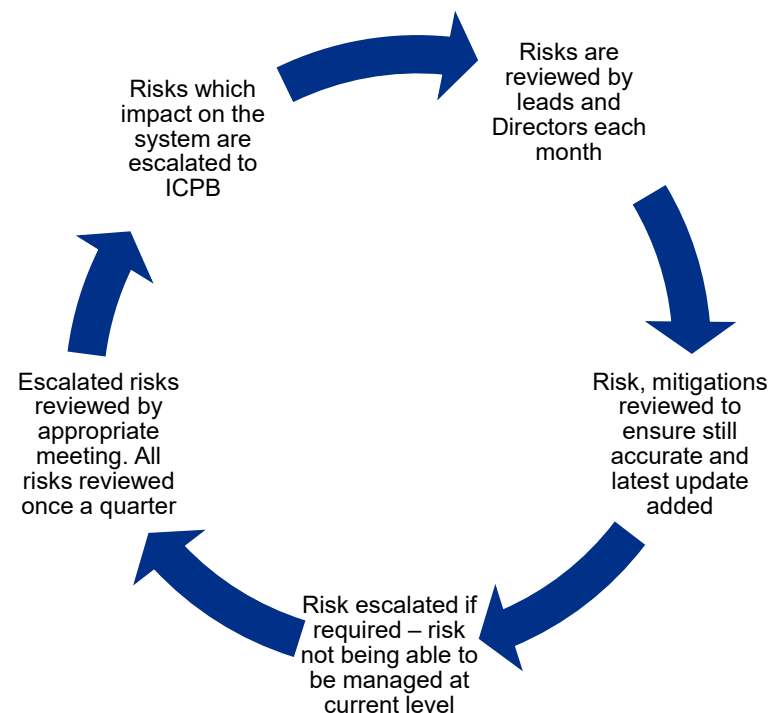 Risks are
reviewed by
leads and
Directors each
month
Risk, mitigations
reviewed to
ensure still
accurate and
latest update
added
Risk escalated if
required – risk
not being able to
be managed at
current level
Escalated risks
reviewed by
appropriate
meeting. All
risks reviewed
once a quarter
Risks which
impact on the
system are
escalated to
ICPB